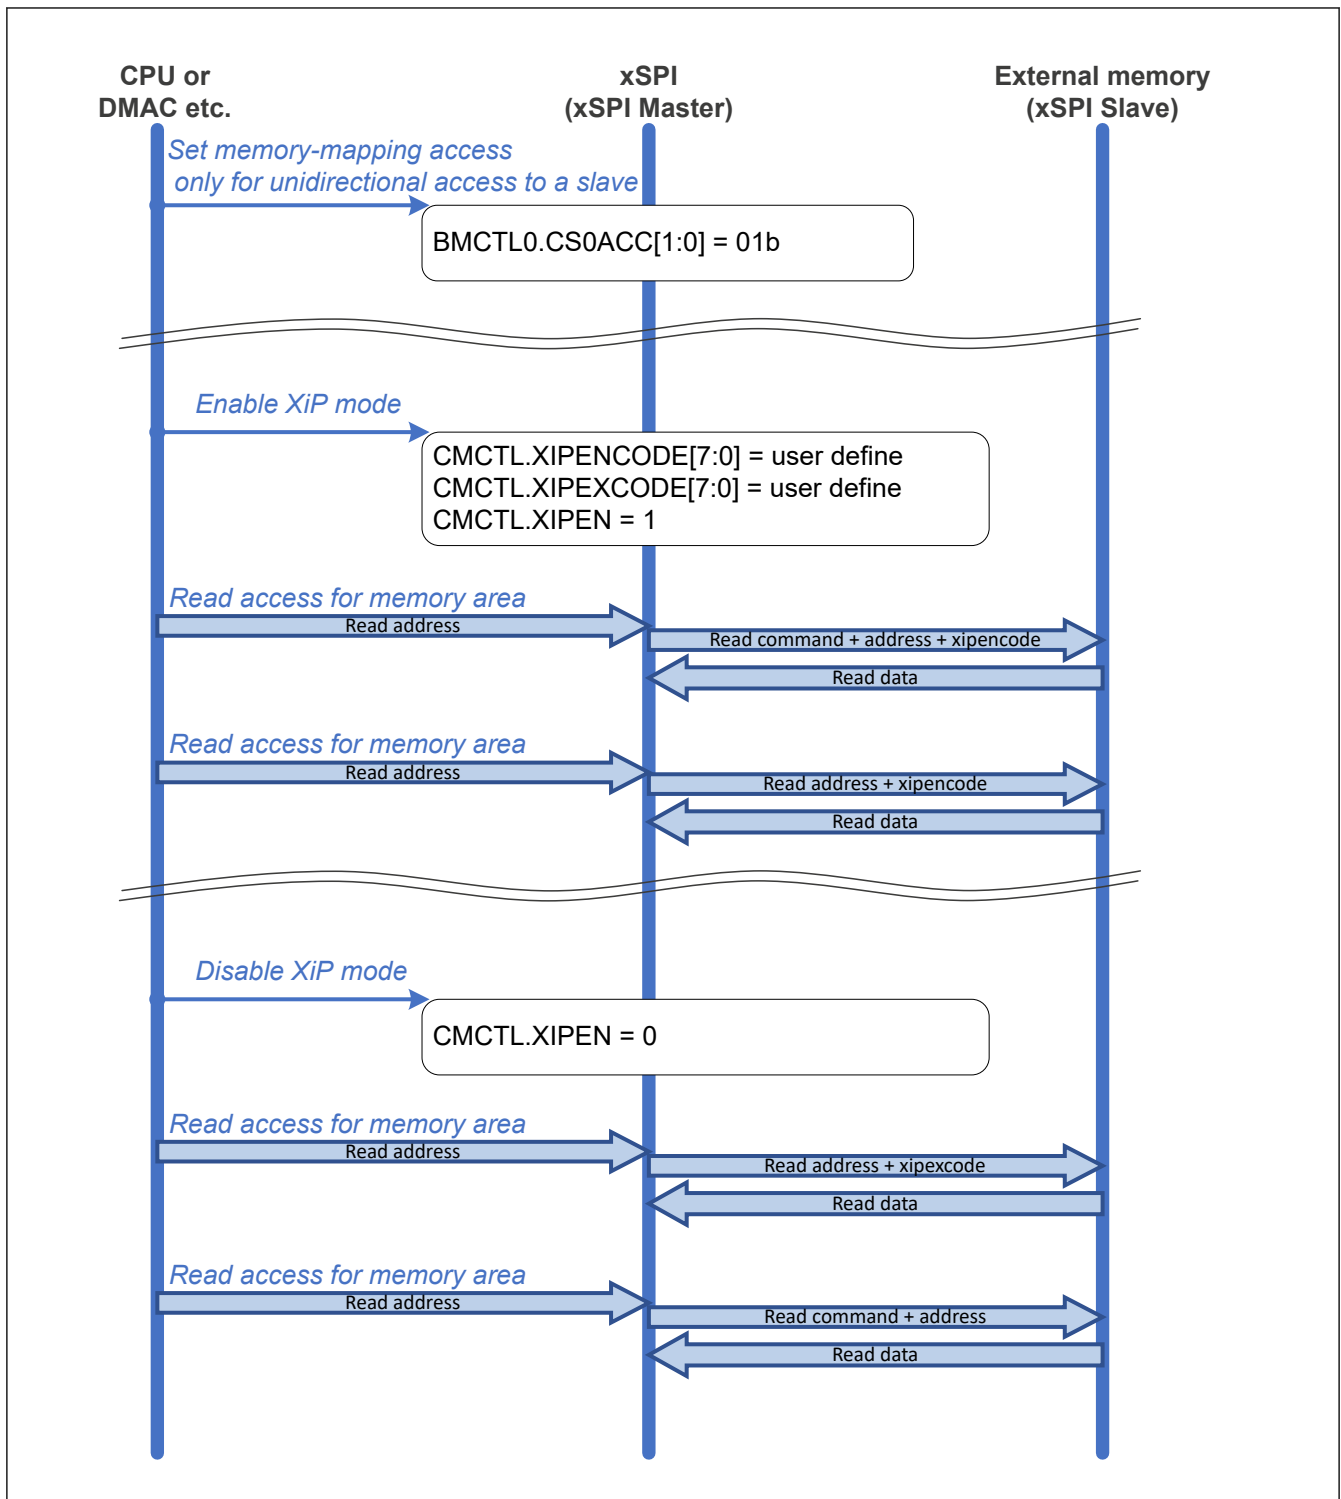 CPU or
DMAC etc.
xSPI
(xSPI Master)
External memory
(xSPI Slave)
Set memory-mapping access
only for unidirectional access to a slave
BMCTL0.CS0ACC[1:0] = 01b
Enable XiP mode
CMCTL.XIPENCODE[7:0] = user define
CMCTL.XIPEXCODE[7:0] = user define
CMCTL.XIPEN = 1
Read access for memory area
Read address
Read command + address + xipencode
Read data
Read access for memory area
Read address
Read address + xipencode
Read data
Disable XiP mode
CMCTL.XIPEN = 0
Read access for memory area
Read address
Read address + xipexcode
Read data
Read access for memory area
Read address
Read command + address
Read data